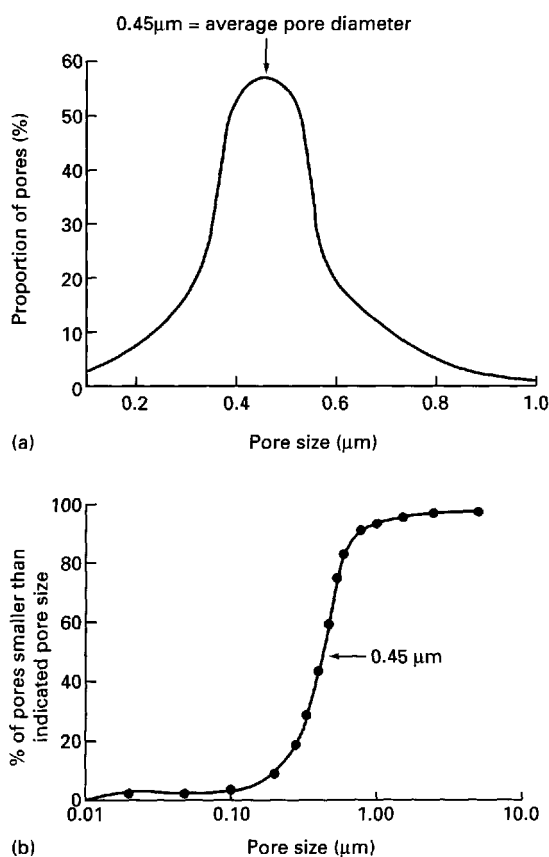 0.45μm = average pore diameter
Proportion of pores (%)
60
50
40
30
20
10
0
0.2
0.4
0.6
0.8
1.0
(a)
Pore size (μm)
% of pores smaller than
indicated pore size
100
80
60
40
20
0
0.45 μm
0.01
0.10
1.00
10.0
(b)
Pore size (μm)